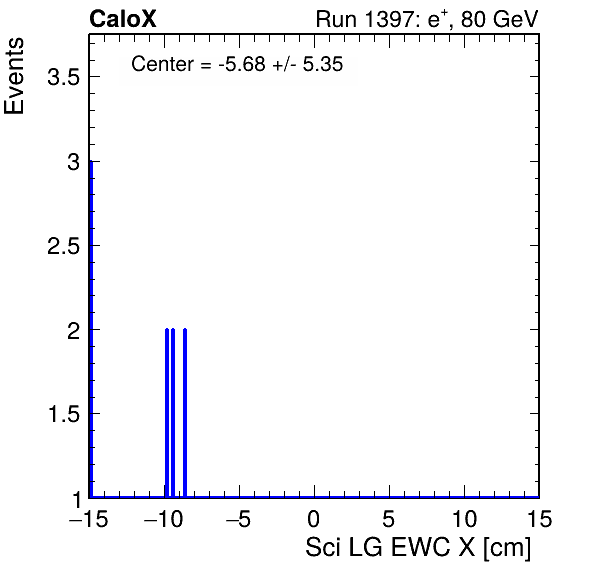 CaloX Run 1397: e⁺, 80 GeV
Center = -5.68 +/- 5.35
Events
3.5
3
2.5
2
1.5
1
−15 −10 −5 0 5 10 15
Sci LG EWC X [cm]